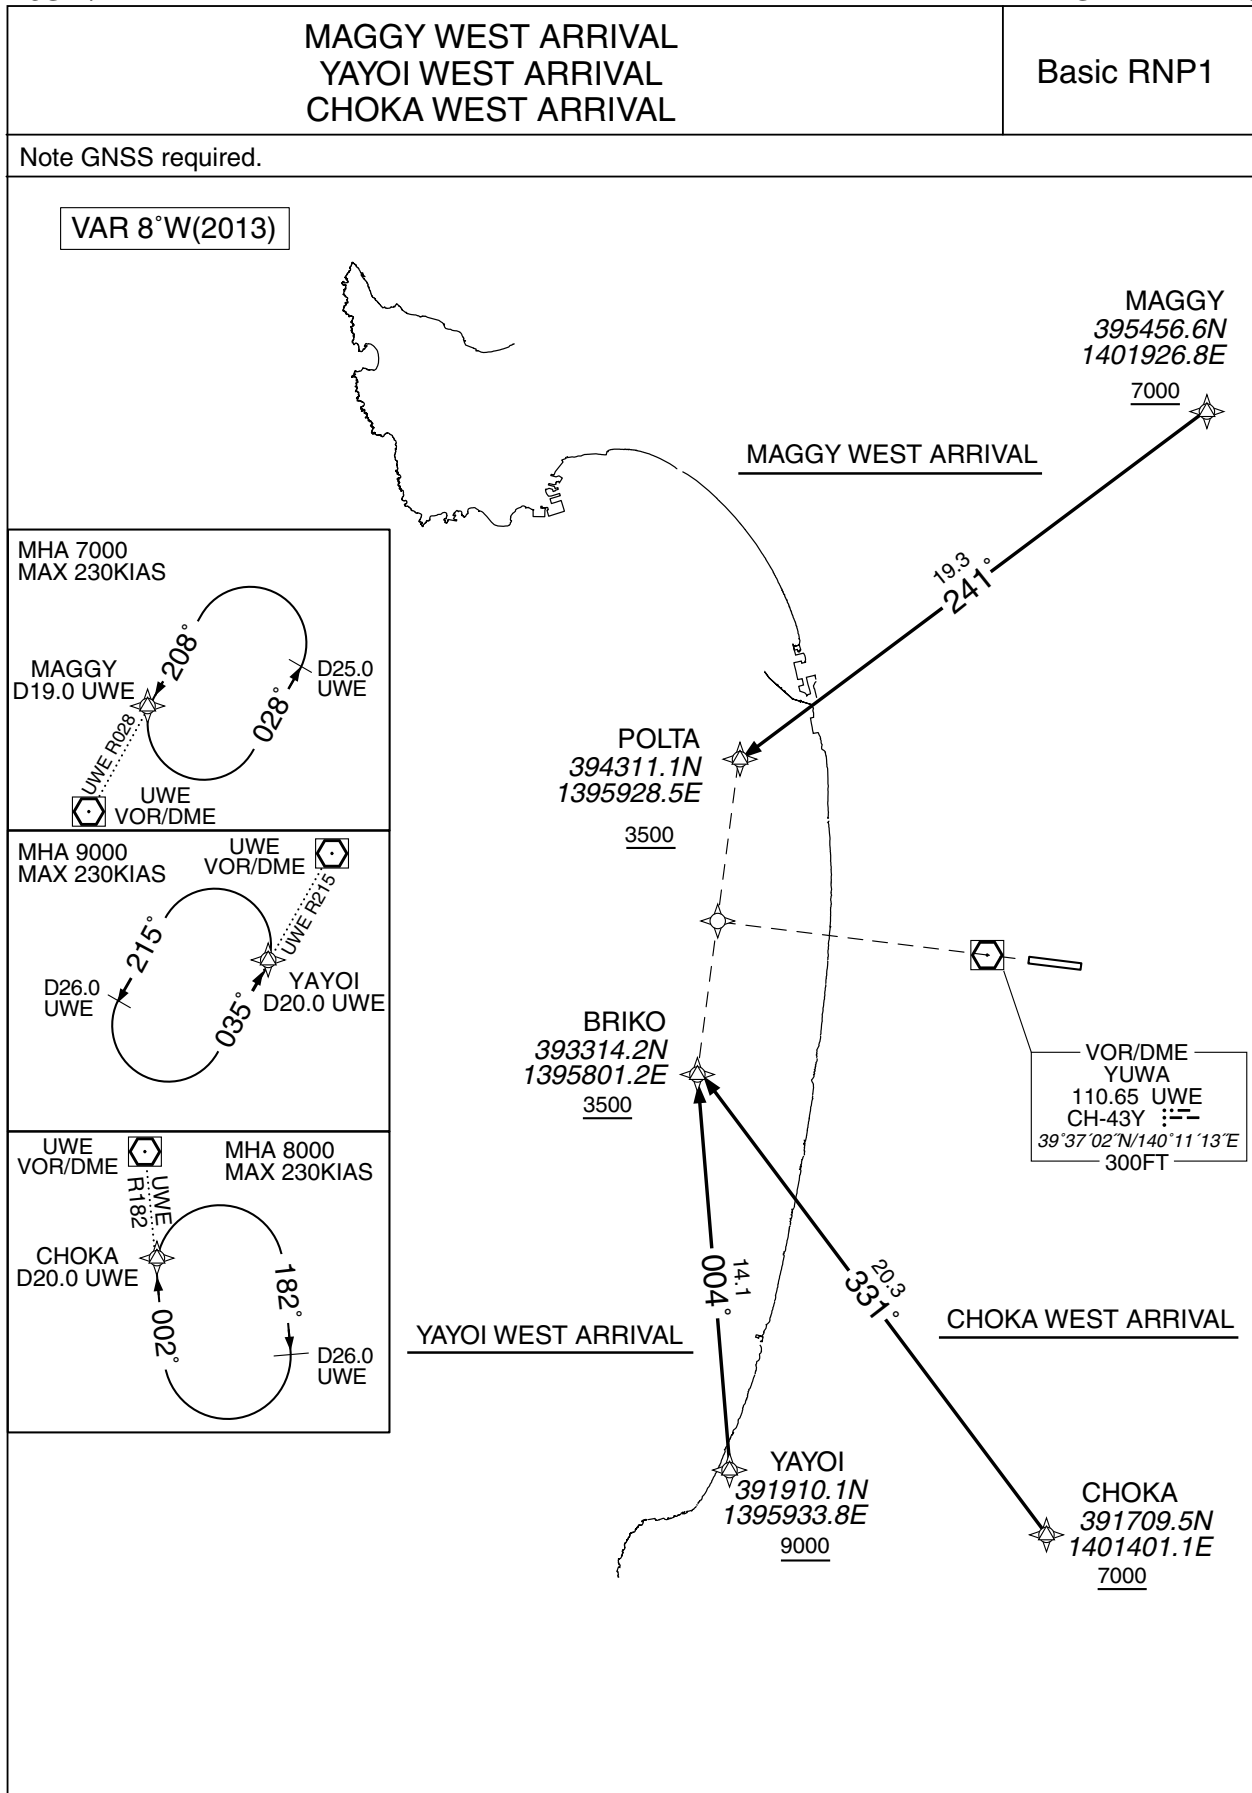 MAGGY WEST ARRIVAL
YAYOI WEST ARRIVAL
CHOKA WEST ARRIVAL
Basic RNP1
Note GNSS required.
VAR 8°W(2013)
MAGGY
395456.6N
1401926.8E
7000
MAGGY WEST ARRIVAL
19.3
241°
MHA 7000
MAX 230KIAS
208°
MAGGY
D19.0 UWE
D25.0
UWE
028°
UWE R028
UWE
VOR/DME
POLTA
394311.1N
1395928.5E
3500
MHA 9000
MAX 230KIAS
UWE
VOR/DME
UWE R215
215°
D26.0
UWE
YAYOI
D20.0 UWE
035°
BRIKO
393314.2N
1395801.2E
3500
VOR/DME
YUWA
110.65 UWE
CH-43Y
39°37´02˝N/140°11´13˝E
300FT
UWE
VOR/DME
MHA 8000
MAX 230KIAS
UWE
R182
CHOKA
D20.0 UWE
182°
002°
D26.0
UWE
14.1
004°
20.3
331°
YAYOI WEST ARRIVAL
CHOKA WEST ARRIVAL
YAYOI
391910.1N
1395933.8E
9000
CHOKA
391709.5N
1401401.1E
7000